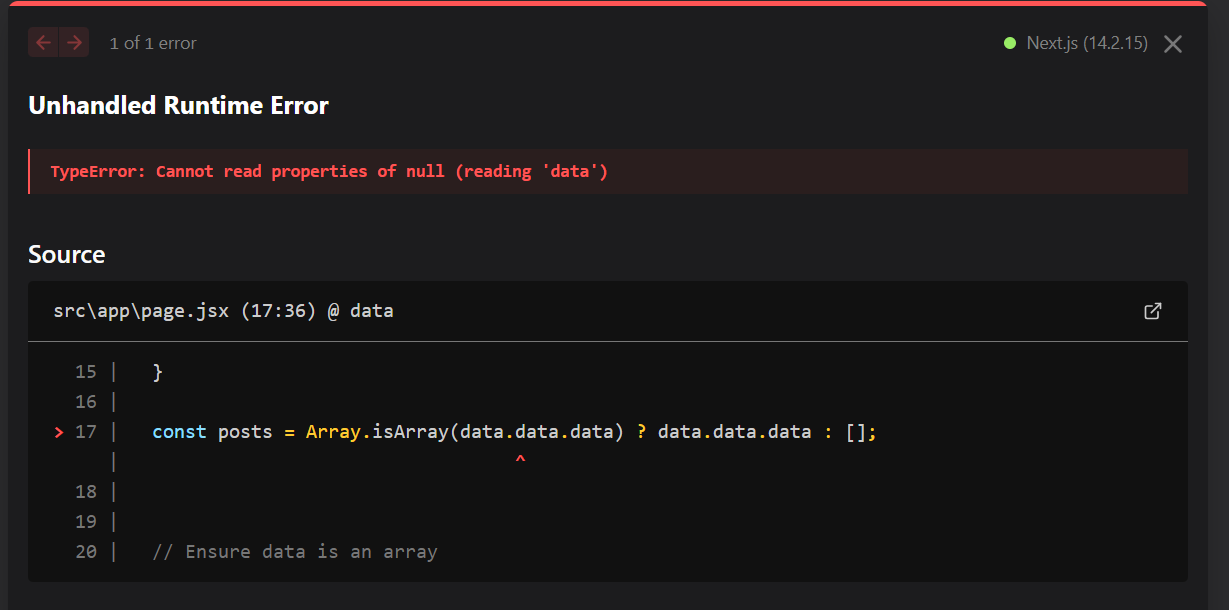 1 of 1 error
Next.js (14.2.15)
Unhandled Runtime Error
TypeError: Cannot read properties of null (reading 'data')
Source
src\app\page.jsx (17:36) @ data
15 |   }
16 |
> 17 |   const posts = Array.isArray(data.data.data) ? data.data.data : [];
|                                    ^
18 |
19 |
20 |   // Ensure data is an array